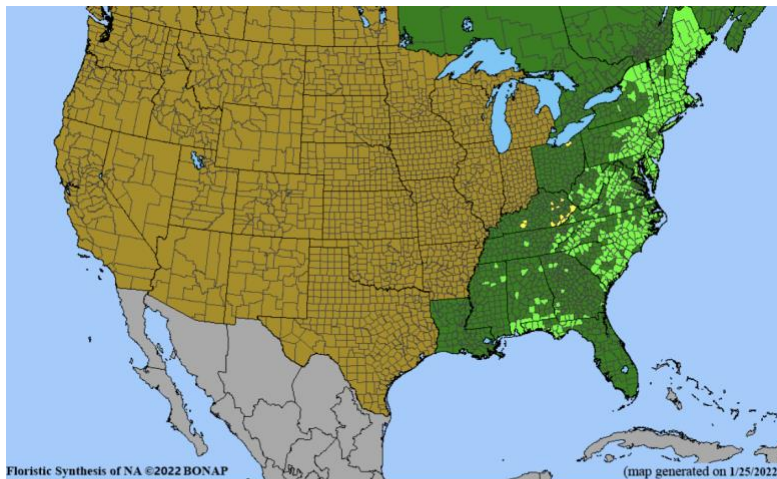 Floristic Synthesis of NA ©2022 BONAP
(map generated on 1/25/2022